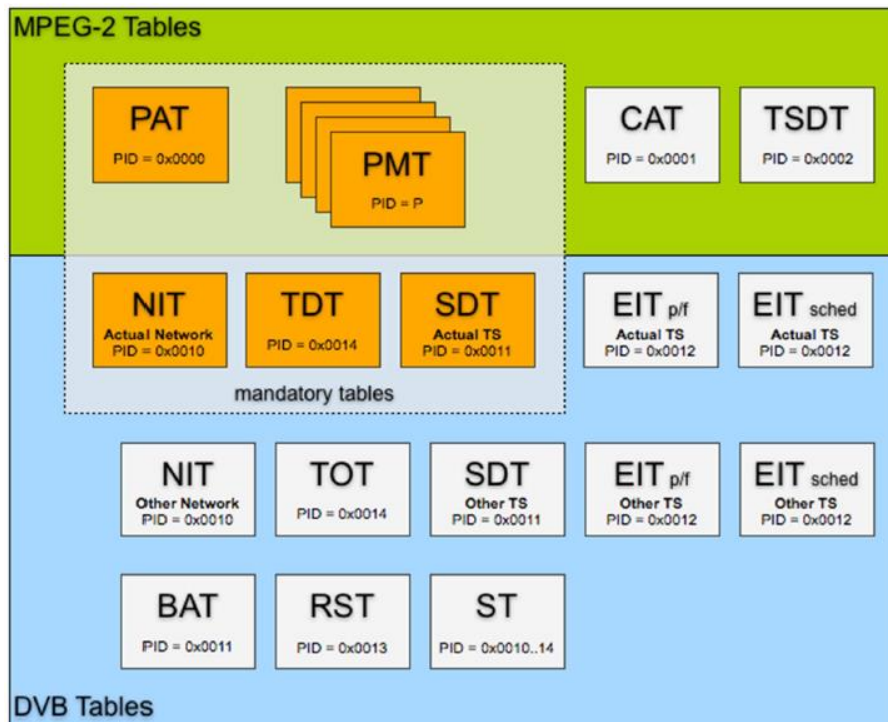 MPEG-2 Tables
PAT
PID = 0x0000
PMT
PID = P
CAT
PID = 0x0001
TSDT
PID = 0x0002
NIT
Actual Network
PID = 0x0010
TDT
PID = 0x0014
SDT
Actual TS
PID = 0x0011
EIT p/f
Actual TS
PID = 0x0012
EIT sched
Actual TS
PID = 0x0012
mandatory tables
NIT
Other Network
PID = 0x0010
TOT
PID = 0x0014
SDT
Other TS
PID = 0x0011
EIT p/f
Other TS
PID = 0x0012
EIT sched
Other TS
PID = 0x0012
BAT
PID = 0x0011
RST
PID = 0x0013
ST
PID = 0x0010..14
DVB Tables